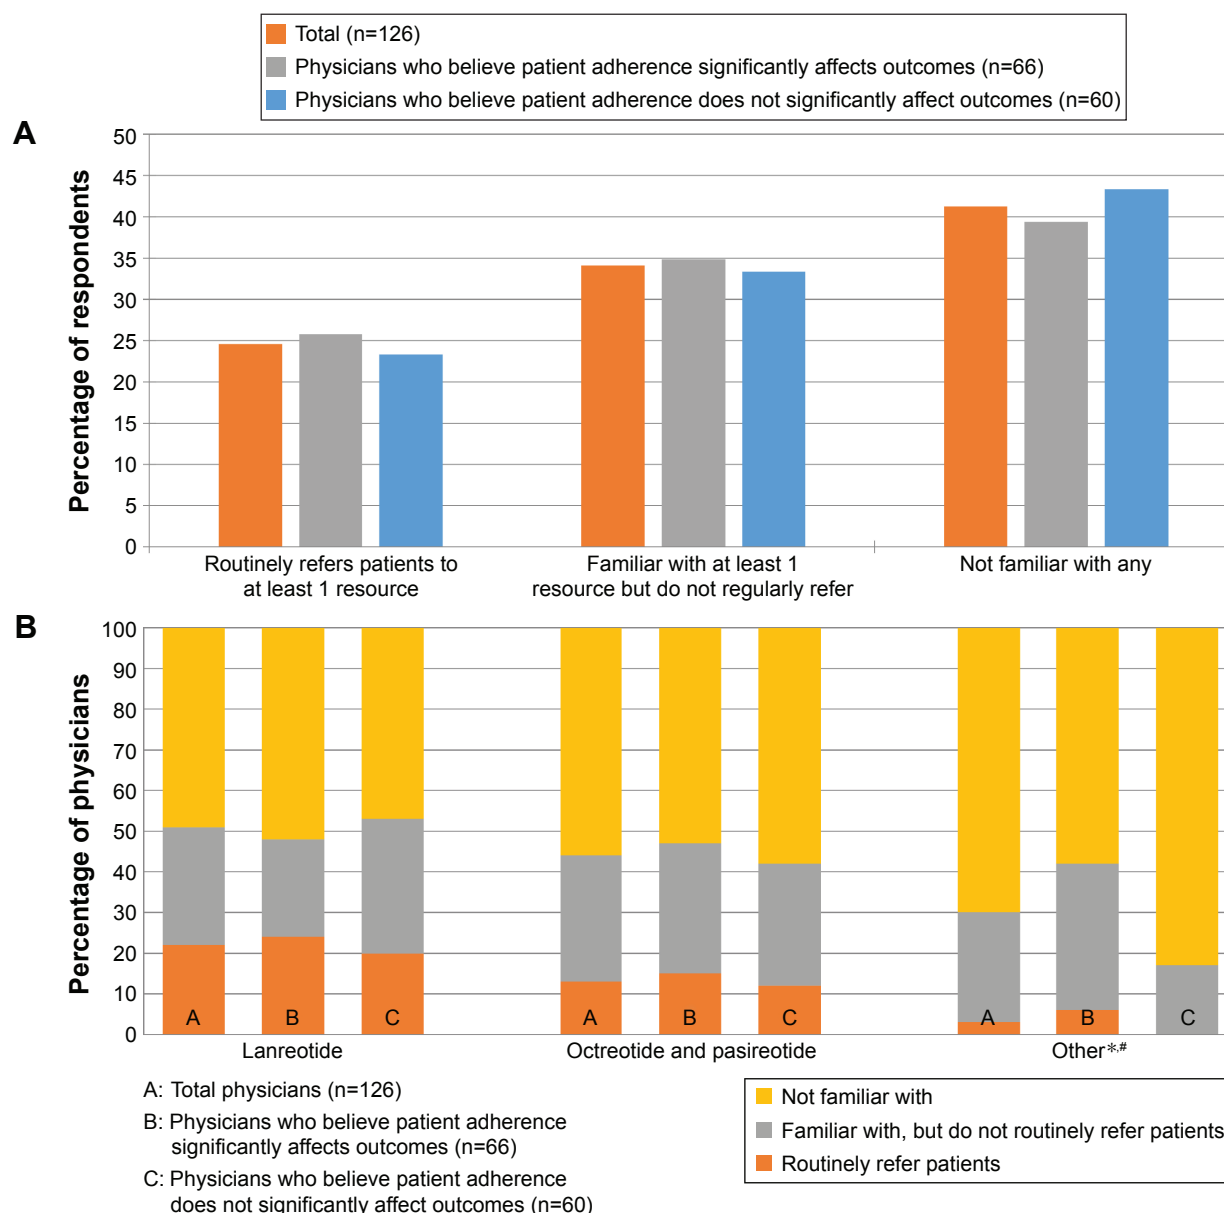 Total (n=126)
Physicians who believe patient adherence significantly affects outcomes (n=66)
Physicians who believe patient adherence does not significantly affect outcomes (n=60)
A
Percentage of respondents
50
45
40
35
30
25
20
15
10
5
0
Routinely refers patients to
at least 1 resource
Familiar with at least 1
resource but do not regularly refer
Not familiar with any
B
Percentage of physicians
100
90
80
70
60
50
40
30
20
10
0
A B C A B C A B C
Lanreotide
Octreotide and pasireotide
Other*,#
A: Total physicians (n=126)
B: Physicians who believe patient adherence
significantly affects outcomes (n=66)
C: Physicians who believe patient adherence
does not significantly affect outcomes (n=60)
Not familiar with
Familiar with, but do not routinely refer patients
Routinely refer patients